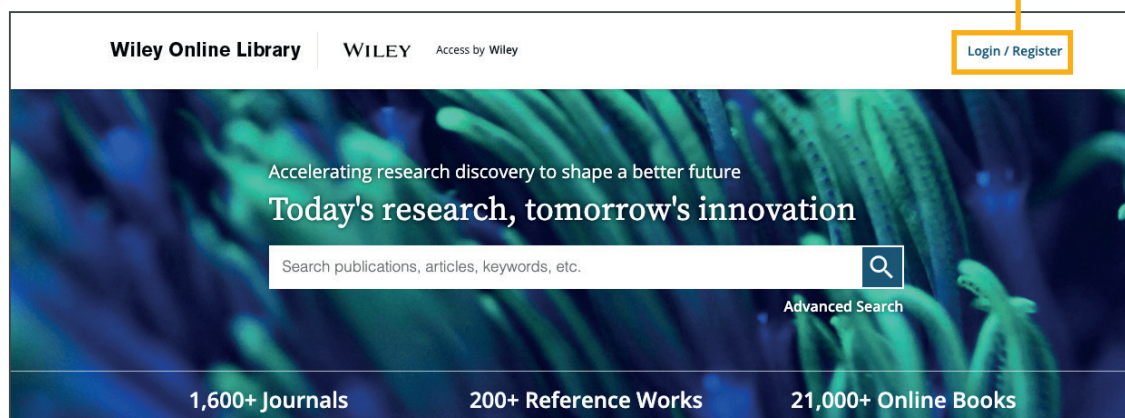 Wiley Online Library WILEY Access by Wiley Login / Register
Accelerating research discovery to shape a better future
Today's research, tomorrow's innovation
Search publications, articles, keywords, etc.
Advanced Search
1,600+ Journals 200+ Reference Works 21,000+ Online Books